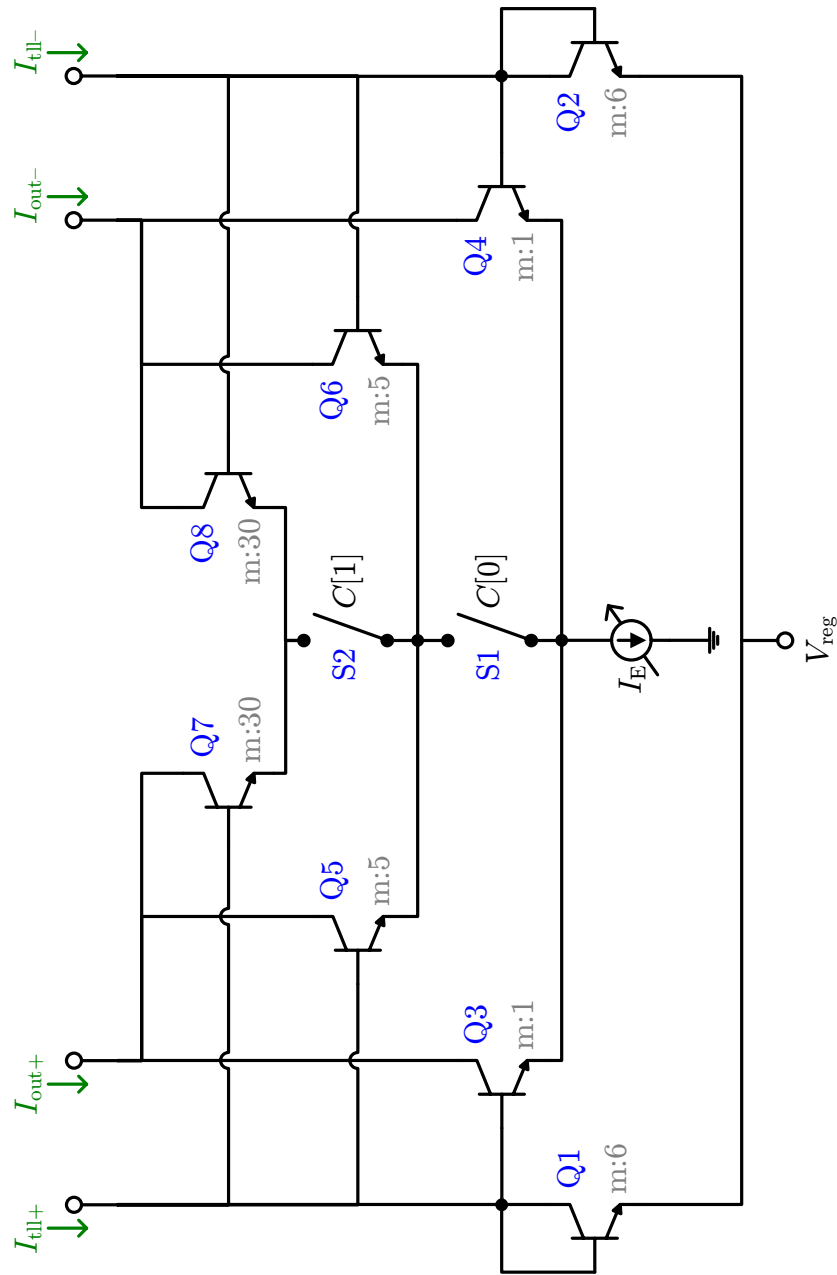 I_tll+
I_out+
I_out−
I_tll−
Q7
m:30
Q8
m:30
Q5
m:5
S2
C[1]
Q6
m:5
Q3
m:1
S1
C[0]
Q4
m:1
Q1
m:6
I_E
Q2
m:6
V_reg